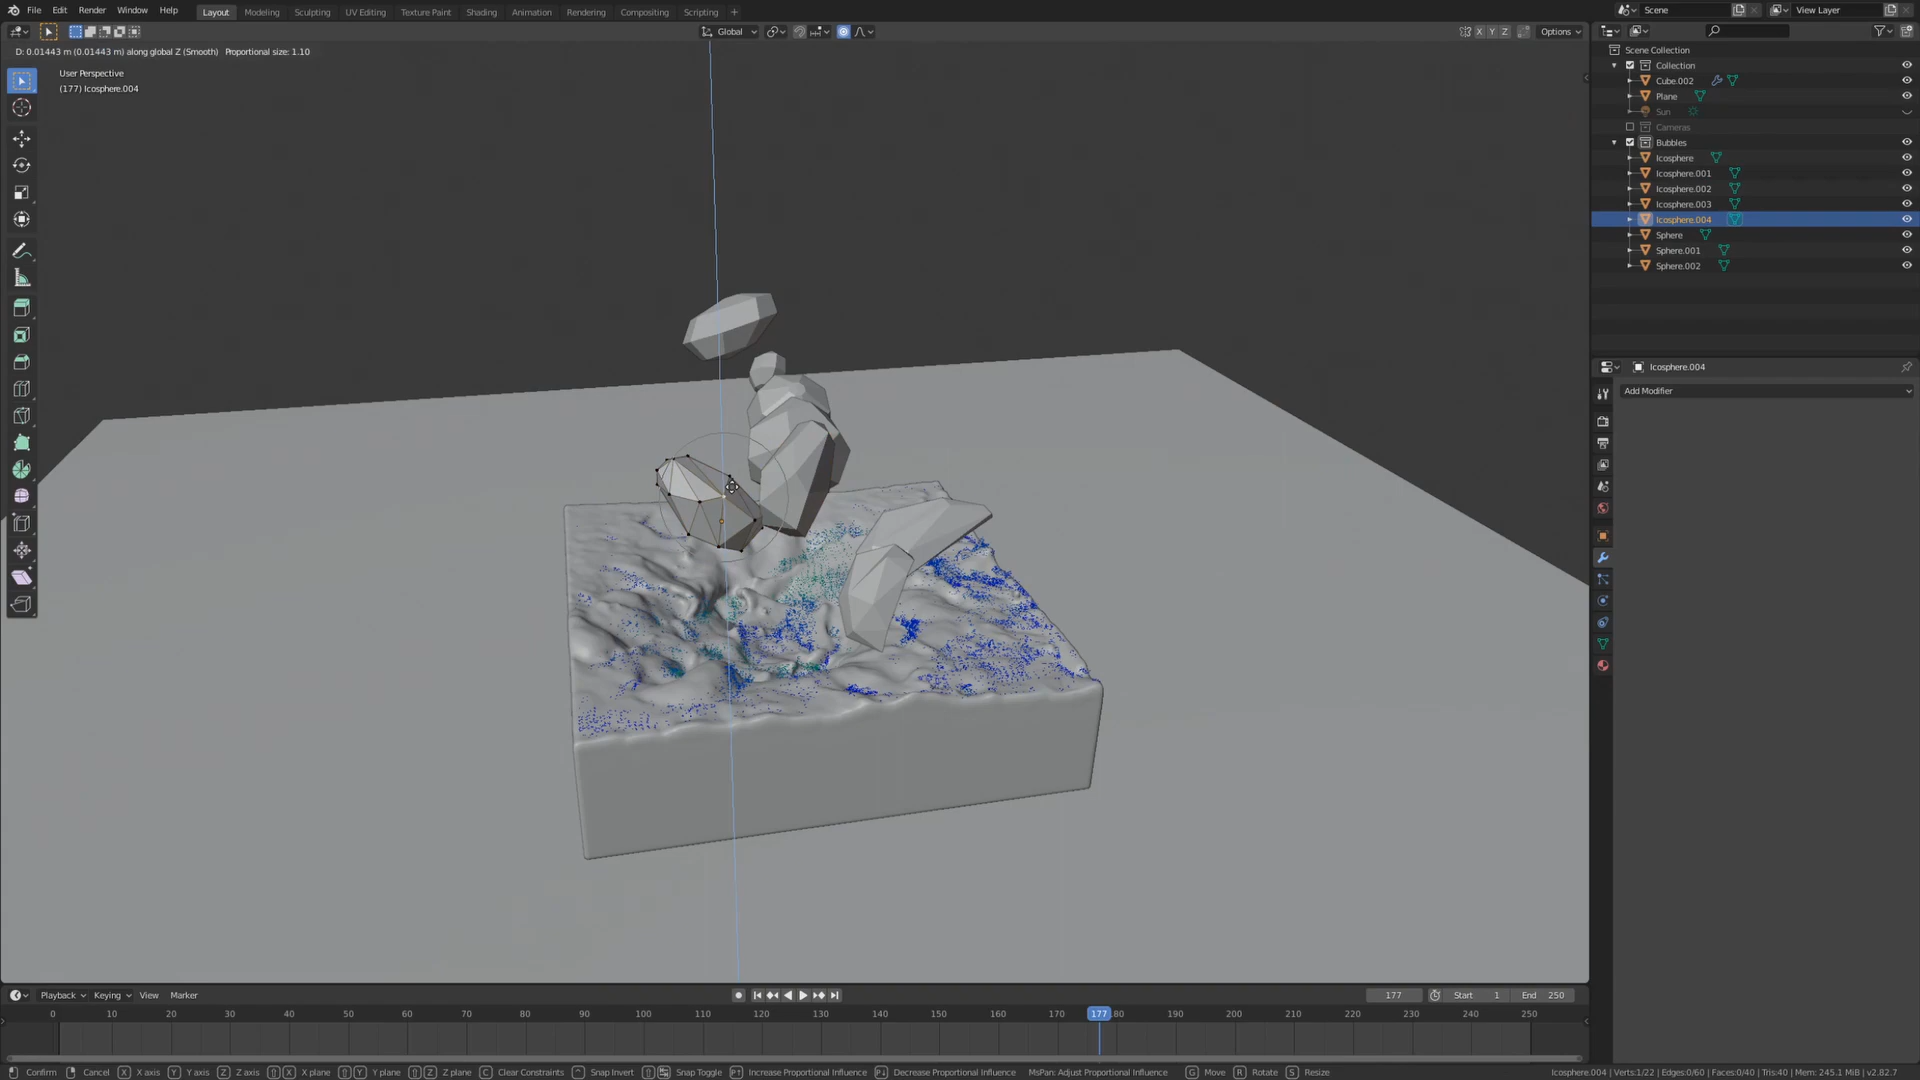 File Edit Render Window Help Layout Modeling Sculpting UV Editing Texture Paint Shading Animation Rendering Compositing Scripting + Scene View Layer
Global X Y Z Options
D: 0.01443 m (0.01443 m) along global Z (Smooth) Proportional size: 1.10
User Perspective
(177) Icosphere.004
Scene Collection
Collection
Cube.002
Plane
Sun
Cameras
Bubbles
Icosphere
Icosphere.001
Icosphere.002
Icosphere.003
Icosphere.004
Sphere
Sphere.001
Sphere.002
Icosphere.004
Add Modifier
Playback Keying View Marker 177 Start 1 End 250
0 10 20 30 40 50 60 70 80 90 100 110 120 130 140 150 160 170 177 180 190 200 210 220 230 240 250
Confirm Cancel X X axis Y Y axis Z Z axis X X plane Y Y plane Z Z plane C Clear Constraints Snap Invert Snap Toggle Increase Proportional Influence Decrease Proportional Influence MsPan: Adjust Proportional Influence G Move R Rotate S Resize Icosphere.004 | Verts:1/22 | Edges:0/60 | Faces:0/40 | Tris:40 | Mem: 245.1 MiB | v2.82.7